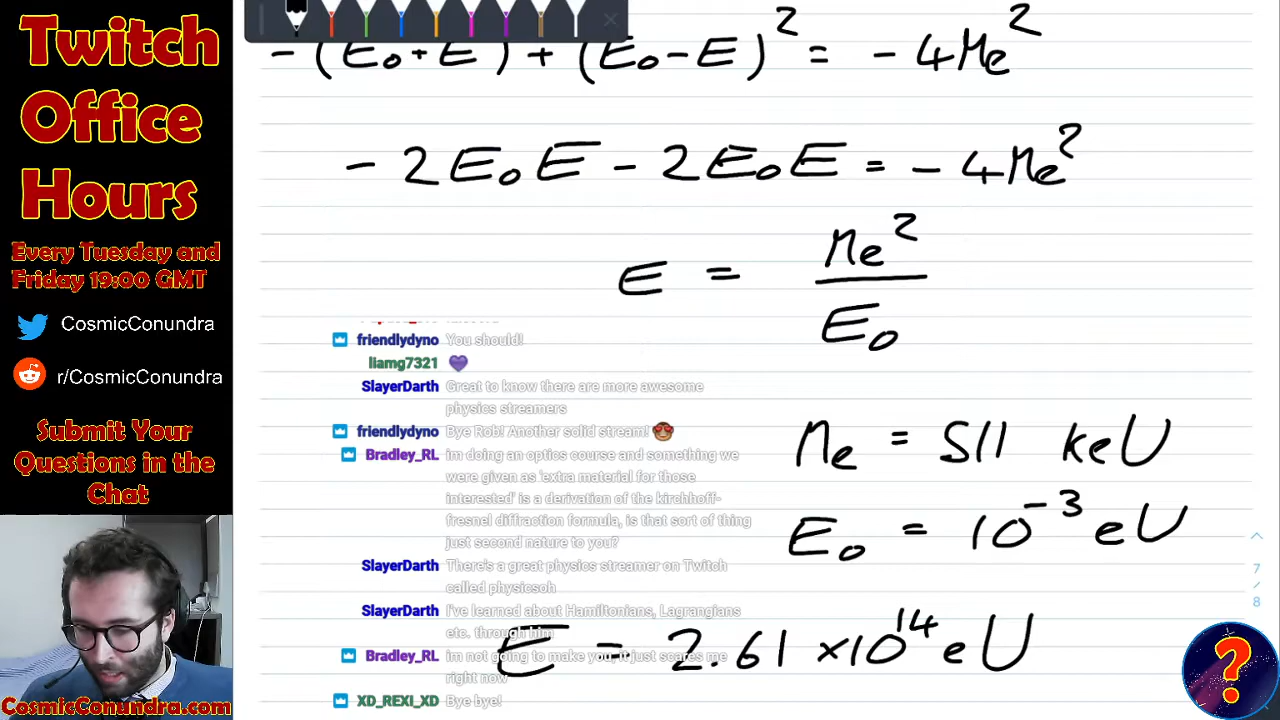 Twitch
Office
Hours
Every Tuesday and
Friday 19:00 GMT
CosmicConundra
r/CosmicConundra
Submit Your
Questions in the
Chat
CosmicConundra.com
-(E₀+E) + (E₀-E)² = -4Me²
-2E₀E - 2E₀E = -4Me²
E = Me²/E₀
friendlydyno You should!
liamg7321 💜
SlayerDarth Great to know there are more awesome
physics streamers
friendlydyno Bye Rob! Another solid stream! 😍
Bradley_RL im doing an optics course and something we
were given as 'extra material for those
interested' is a derivation of the kirchhoff-
fresnel diffraction formula, is that sort of thing
just second nature to you?
SlayerDarth There's a great physics streamer on Twitch
called physicsoh
SlayerDarth I've learned about Hamiltonians, Lagrangians
etc. through him
Bradley_RL im not going to make you, it just scares me
right now
XD_REXI_XD Bye bye!
Me = 511 keV
E₀ = 10⁻³ eV
E = 2.61 ×10¹⁴ eV
7
/
8
?